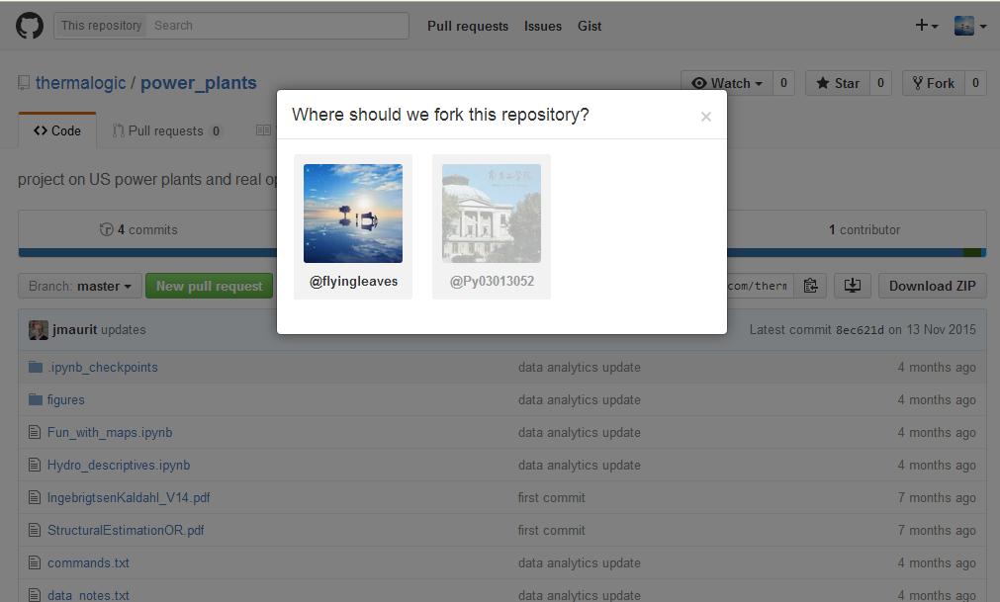 This repository Search Pull requests Issues Gist
thermalogic / power_plants Watch 0 Star 0 Fork 0
Where should we fork this repository? ×
Code Pull requests 0
project on US power plants and real op
4 commits 1 contributor
@flyingleaves @Py03013052
Branch: master New pull request com/therm Download ZIP
jmaurit updates Latest commit 8ec621d on 13 Nov 2015
.ipynb_checkpoints data analytics update 4 months ago
figures data analytics update 4 months ago
Fun_with_maps.ipynb data analytics update 4 months ago
Hydro_descriptives.ipynb data analytics update 4 months ago
IngebrigtsenKaldahl_V14.pdf first commit 7 months ago
StructuralEstimationOR.pdf first commit 7 months ago
commands.txt data analytics update 4 months ago
data_notes.txt data analytics update 4 months ago